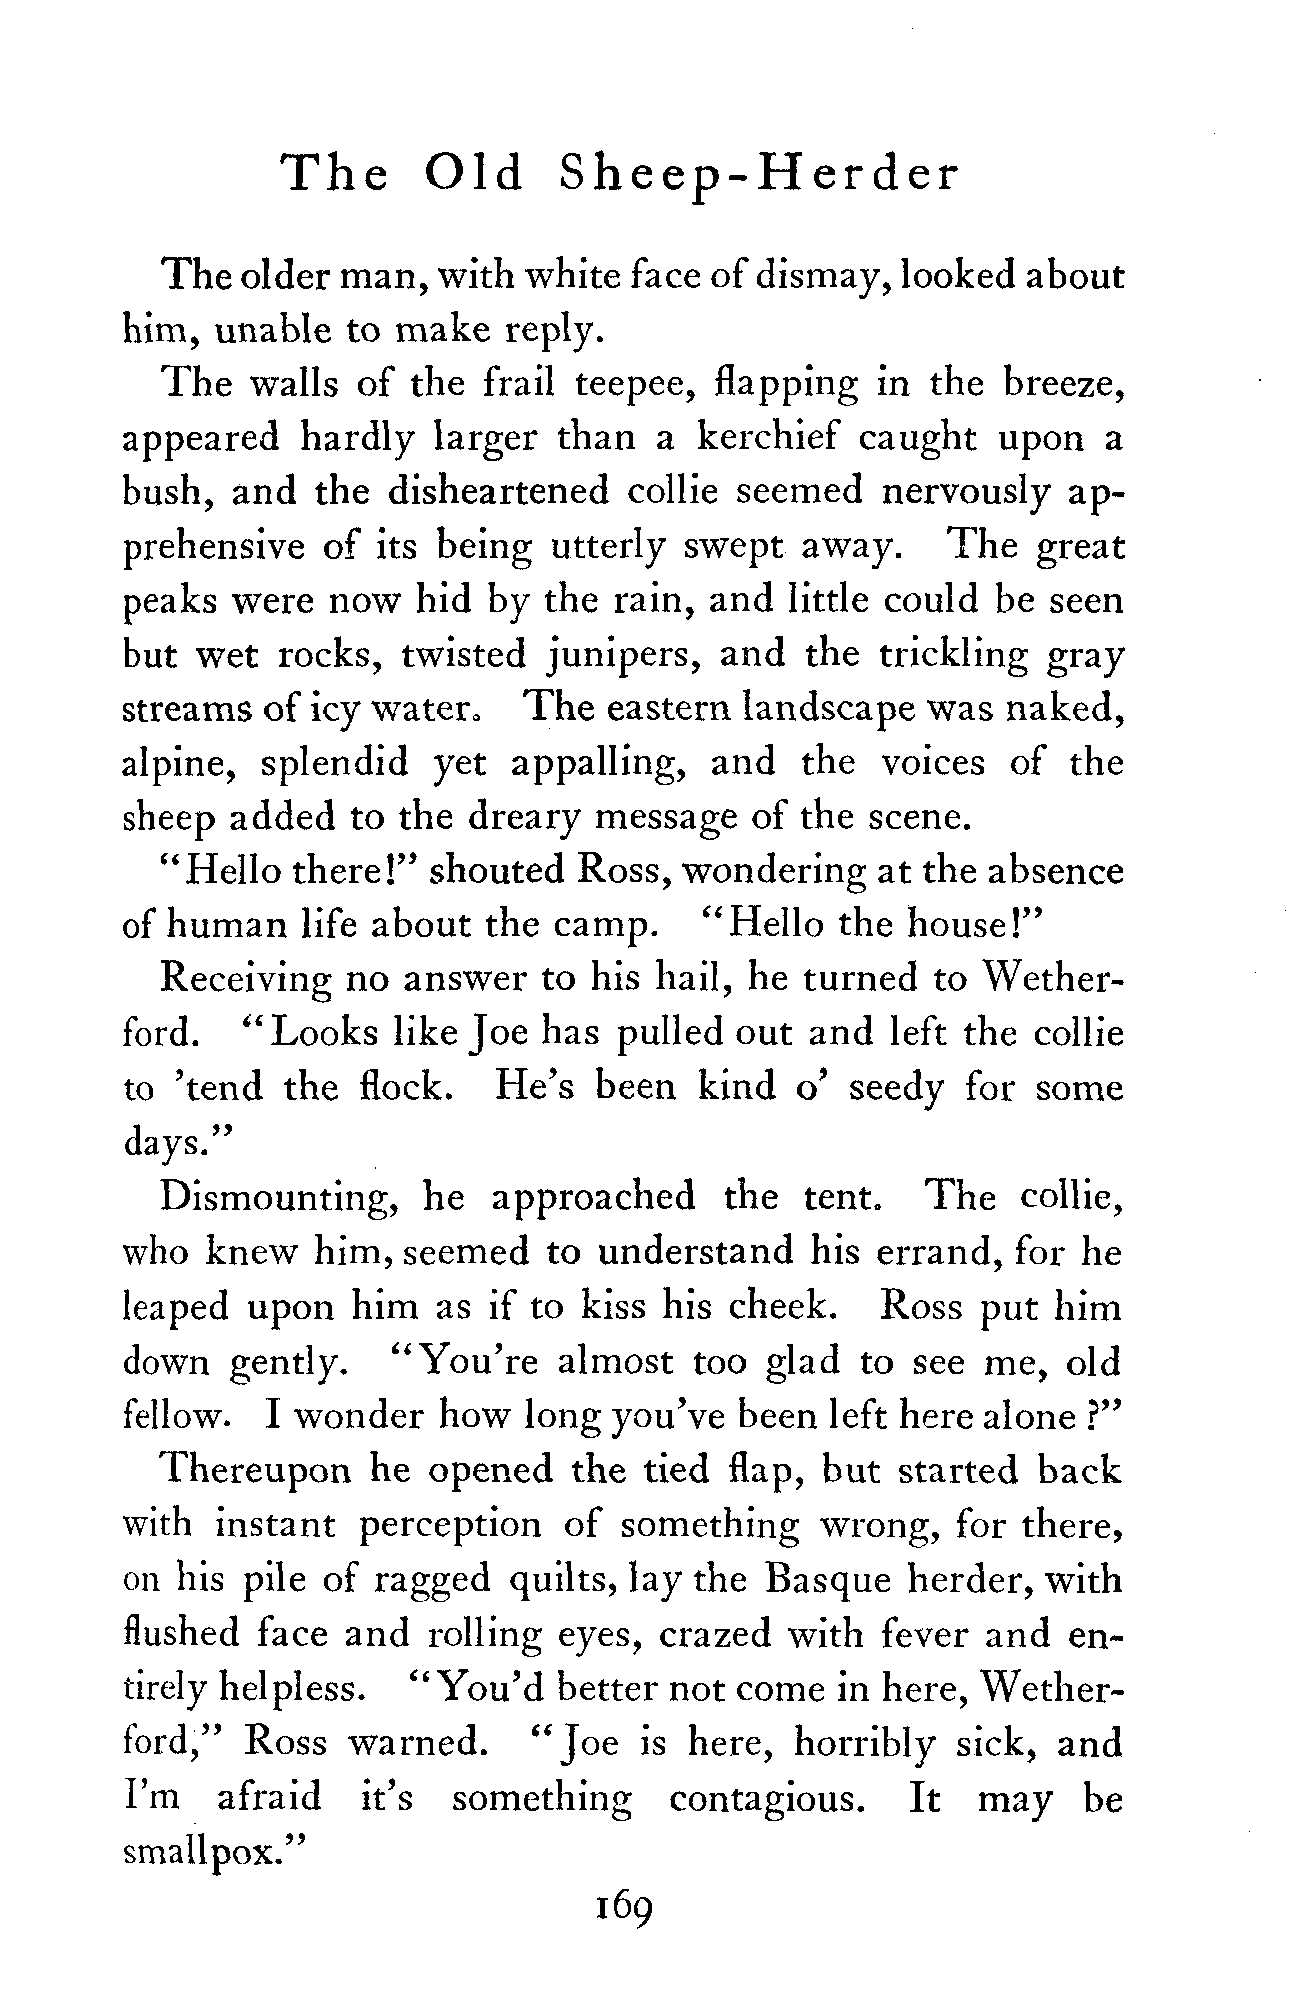 The Old Sheep-Herder
The older man, with white face of dismay, looked about
him, unable to make reply.
The walls of the frail teepee, flapping in the breeze,
appeared hardly larger than a kerchief caught upon a
bush, and the disheartened collie seemed nervously ap-
prehensive of its being utterly swept away. The great
peaks were now hid by the rain, and little could be seen
but wet rocks, twisted junipers, and the trickling gray
streams of icy water. The eastern landscape was naked,
alpine, splendid yet appalling, and the voices of the
sheep added to the dreary message of the scene.
"Hello there!" shouted Ross, wondering at the absence
of human life about the camp. "Hello the house!"
Receiving no answer to his hail, he turned to Wether-
ford. "Looks like Joe has pulled out and left the collie
to 'tend the flock. He's been kind o' seedy for some
days."
Dismounting, he approached the tent. The collie,
who knew him, seemed to understand his errand, for he
leaped upon him as if to kiss his cheek. Ross put him
down gently. "You're almost too glad to see me, old
fellow. I wonder how long you've been left here alone?"
Thereupon he opened the tied flap, but started back
with instant perception of something wrong, for there,
on his pile of ragged quilts, lay the Basque herder, with
flushed face and rolling eyes, crazed with fever and en-
tirely helpless. "You'd better not come in here, Wether-
ford," Ross warned. "Joe is here, horribly sick, and
I'm afraid it's something contagious. It may be
smallpox."
169